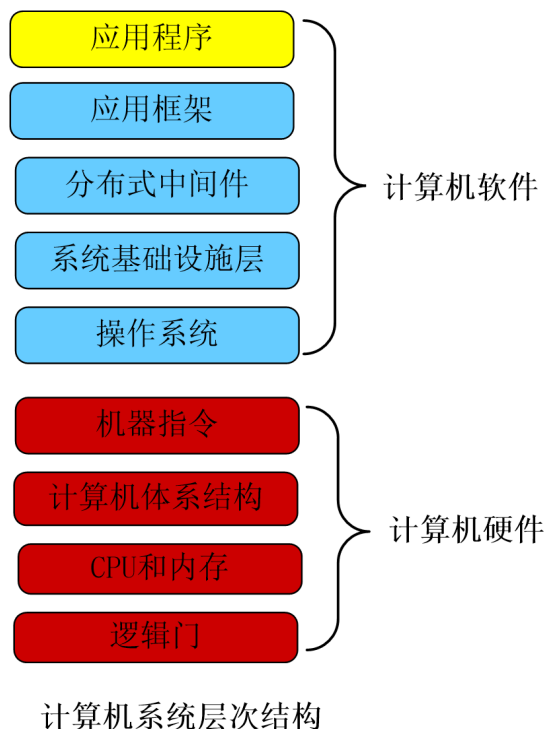 应用程序
应用框架
分布式中间件
系统基础设施层
操作系统
计算机软件
机器指令
计算机体系结构
CPU和内存
逻辑门
计算机硬件
计算机系统层次结构